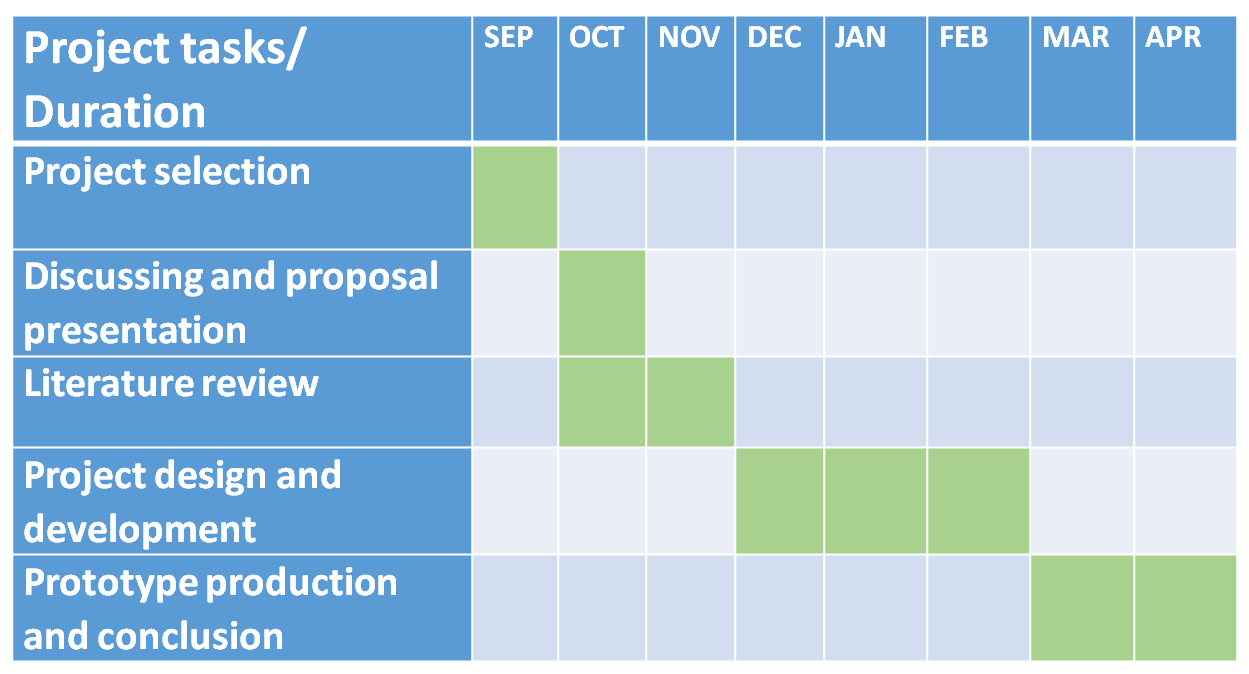 Project tasks/
Duration
SEP OCT NOV DEC JAN FEB MAR APR
Project selection
Discussing and proposal
presentation
Literature review
Project design and
development
Prototype production
and conclusion